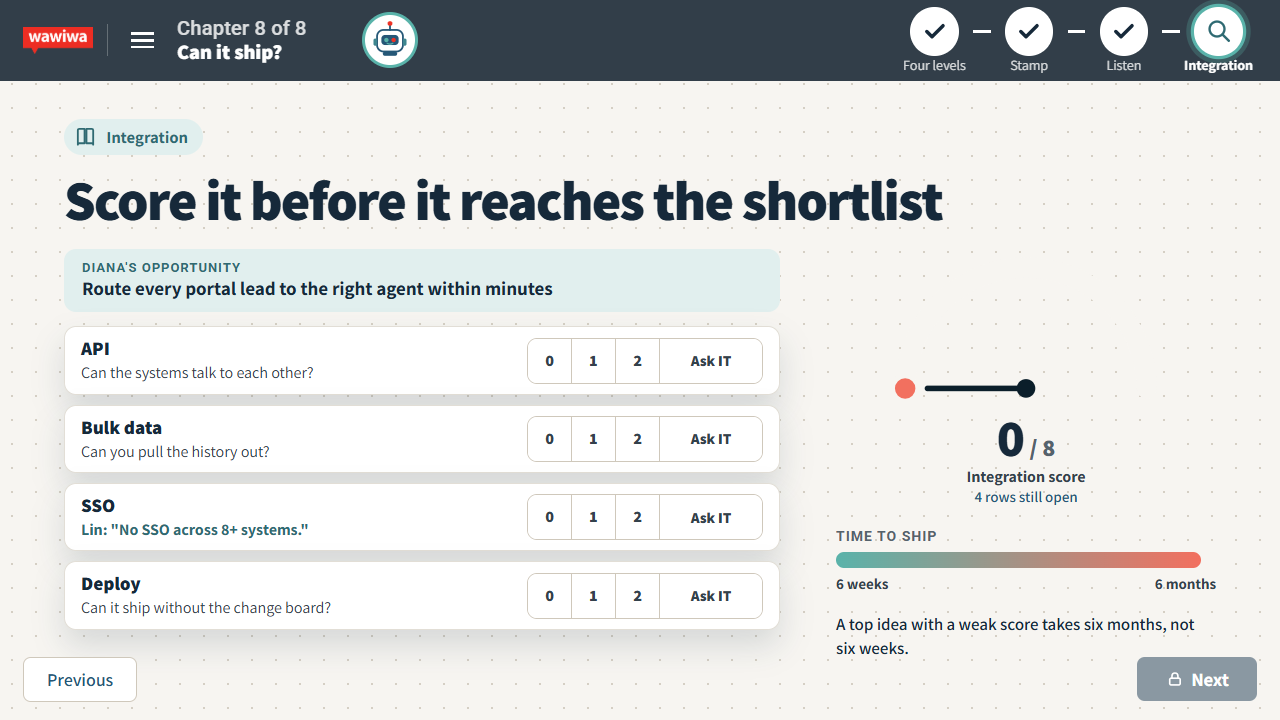 wawiwa
Chapter 8 of 8
Can it ship?
Four levels
Stamp
Listen
Integration
Integration
Score it before it reaches the shortlist
DIANA'S OPPORTUNITY
Route every portal lead to the right agent within minutes
API
Can the systems talk to each other?
0 1 2 Ask IT
Bulk data
Can you pull the history out?
0 1 2 Ask IT
SSO
Lin: "No SSO across 8+ systems."
0 1 2 Ask IT
Deploy
Can it ship without the change board?
0 1 2 Ask IT
0 / 8
Integration score
4 rows still open
TIME TO SHIP
6 weeks
6 months
A top idea with a weak score takes six months, not
six weeks.
Previous
Next